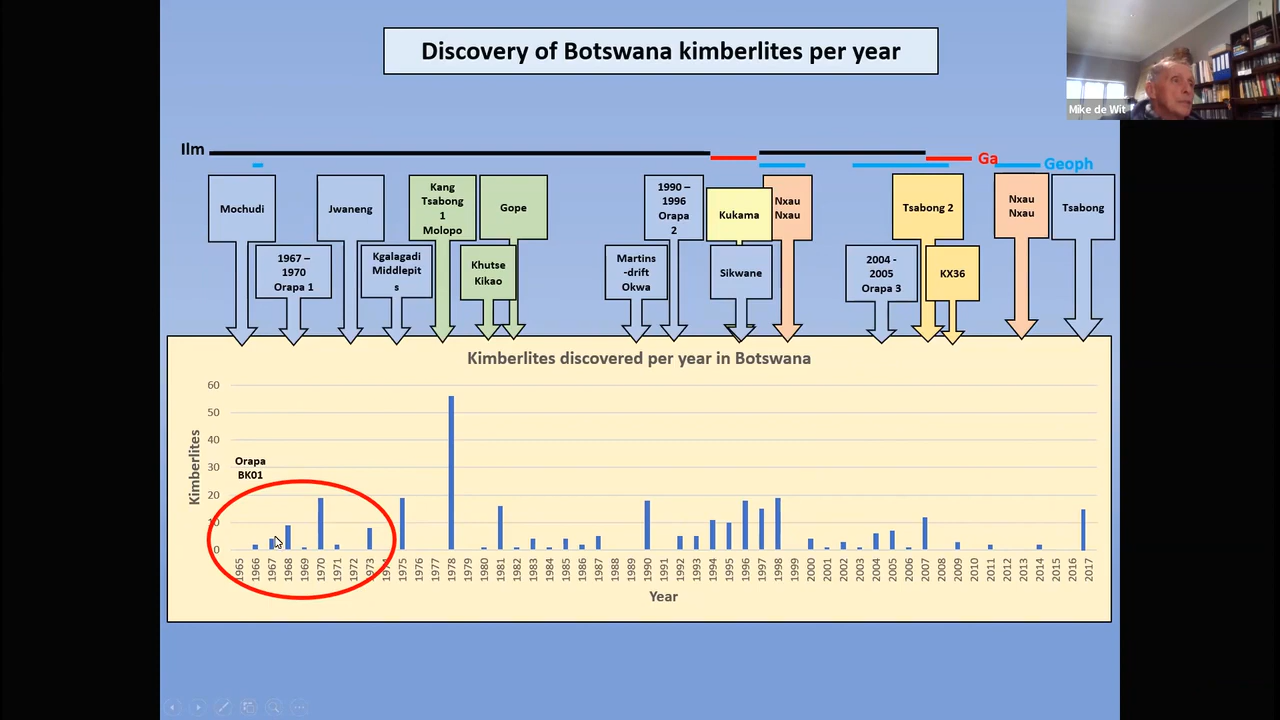 Discovery of Botswana kimberlites per year
Mike de Wit
Ilm
Ga
Geoph
Mochudi
Jwaneng
Kang
Tsabong
1
Molopo
Gope
1990 –
1996
Orapa
2
Kukama
Nxau
Nxau
Tsabong 2
Nxau
Nxau
Tsabong
1967 –
1970
Orapa 1
Kgalagadi
Middlepit
s
Khutse
Kikao
Martins
-drift
Okwa
Sikwane
2004 -
2005
Orapa 3
KX36
Kimberlites discovered per year in Botswana
60
50
40
30
20
10
0
Kimberlites
Orapa
BK01
1965 1966 1967 1968 1969 1970 1971 1972 1973 1974 1975 1976 1977 1978 1979 1980 1981 1982 1983 1984 1985 1986 1987 1988 1989 1990 1991 1992 1993 1994 1995 1996 1997 1998 1999 2000 2001 2002 2003 2004 2005 2006 2007 2008 2009 2010 2011 2012 2013 2014 2015 2016 2017
Year